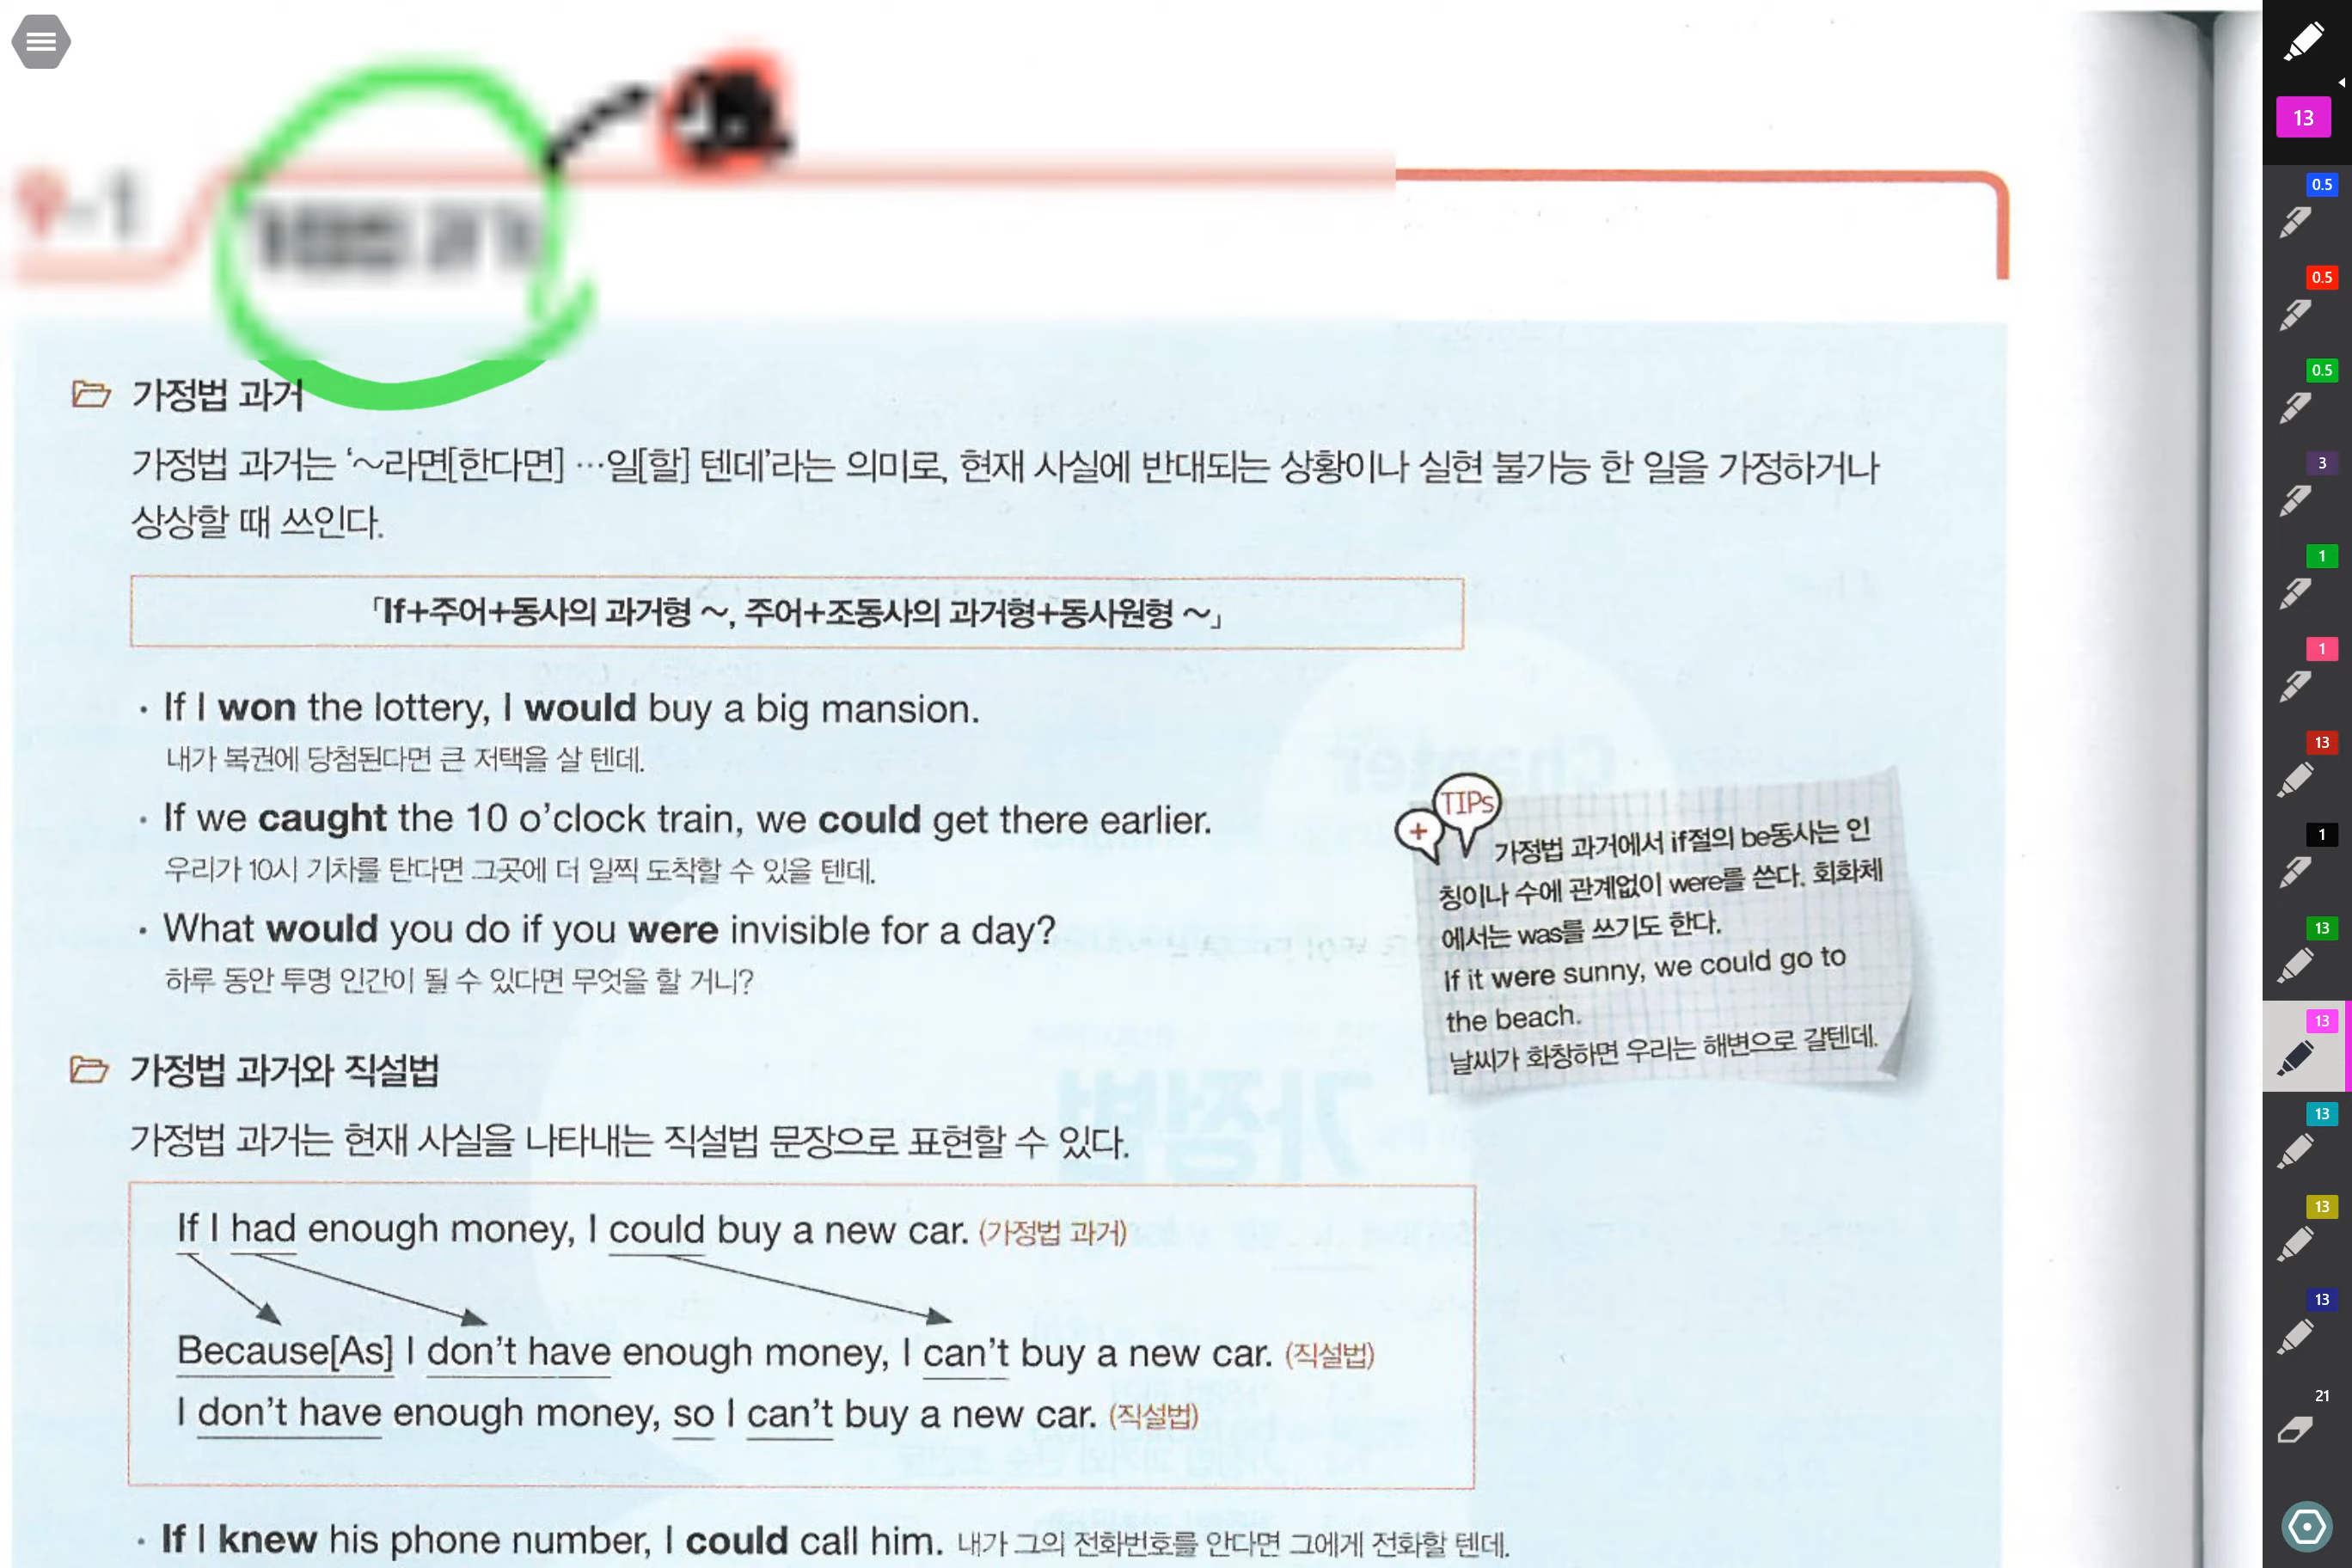 가정법 과거
가정법 과거는 ‘~라면[한다면] …일[할] 텐데’라는 의미로, 현재 사실에 반대되는 상황이나 실현 불가능 한 일을 가정하거나
상상할 때 쓰인다.
「If+주어+동사의 과거형 ~, 주어+조동사의 과거형+동사원형 ~」
· If I won the lottery, I would buy a big mansion.
내가 복권에 당첨된다면 큰 저택을 살 텐데.
· If we caught the 10 o’clock train, we could get there earlier.
우리가 10시 기차를 탄다면 그곳에 더 일찍 도착할 수 있을 텐데.
· What would you do if you were invisible for a day?
하루 동안 투명 인간이 될 수 있다면 무엇을 할 거니?
+ TIPs
가정법 과거에서 if절의 be동사는 인
칭이나 수에 관계없이 were를 쓴다. 회화체
에서는 was를 쓰기도 한다.
If it were sunny, we could go to
the beach.
날씨가 화창하면 우리는 해변으로 갈텐데.
가정법 과거와 직설법
가정법 과거는 현재 사실을 나타내는 직설법 문장으로 표현할 수 있다.
If I had enough money, I could buy a new car. (가정법 과거)
Because[As] I don’t have enough money, I can’t buy a new car. (직설법)
I don’t have enough money, so I can’t buy a new car. (직설법)
· If I knew his phone number, I could call him. 내가 그의 전화번호를 안다면 그에게 전화할 텐데.
13
0.5
0.5
0.5
3
1
1
13
1
13
13
13
13
13
21